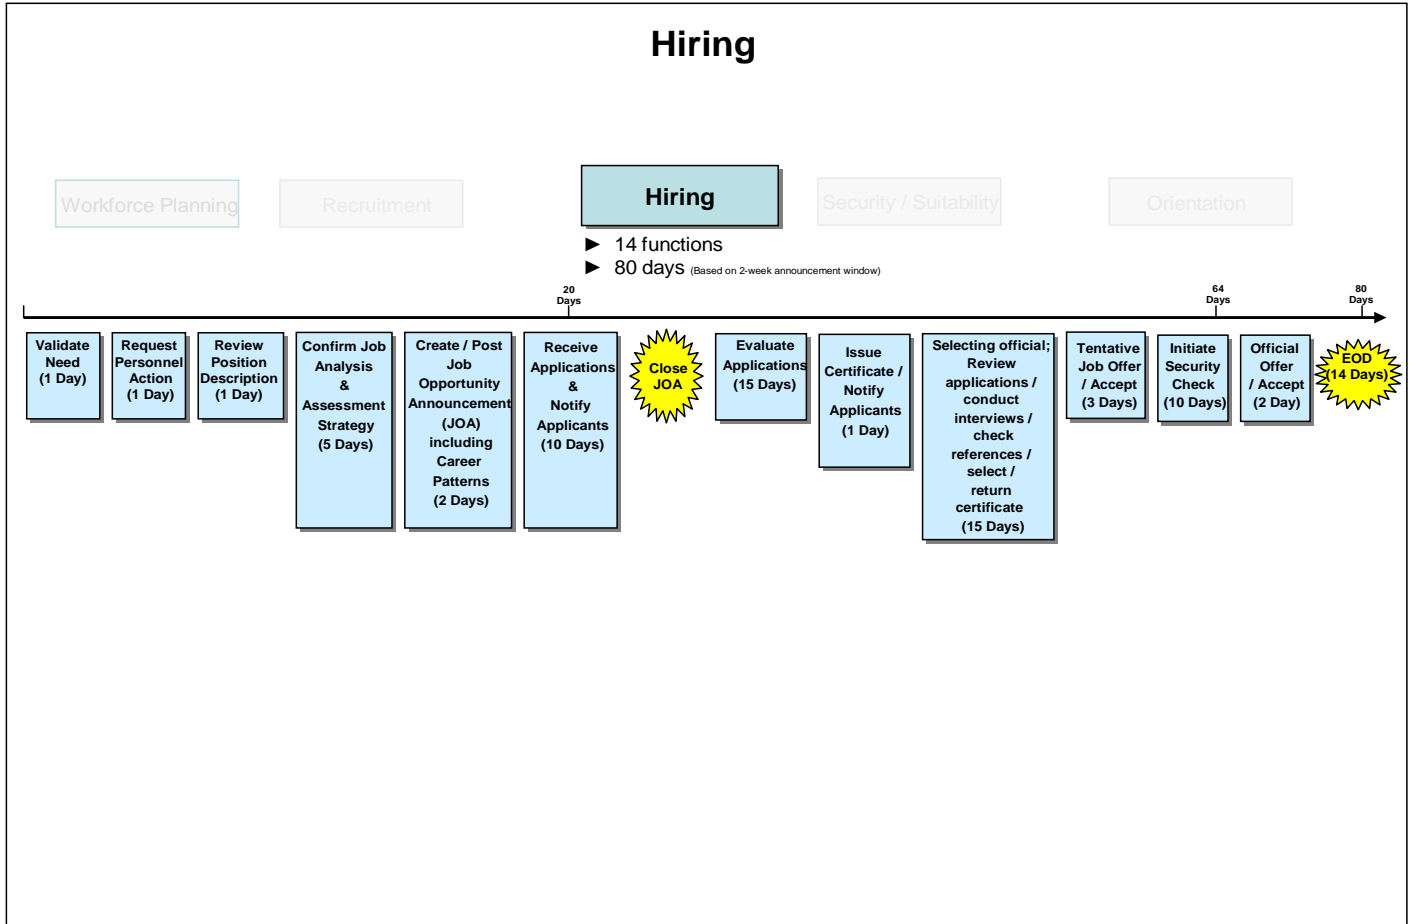 Hiring
Workforce Planning
Recruitment
Hiring
Security / Suitability
Orientation
► 14 functions
► 80 days (Based on 2-week announcement window)
20
Days
64
Days
80
Days
Validate
Need
(1 Day)
Request
Personnel
Action
(1 Day)
Review
Position
Description
(1 Day)
Confirm Job
Analysis
&
Assessment
Strategy
(5 Days)
Create / Post
Job
Opportunity
Announcement
(JOA)
including
Career
Patterns
(2 Days)
Receive
Applications
&
Notify
Applicants
(10 Days)
Close
JOA
Evaluate
Applications
(15 Days)
Issue
Certificate /
Notify
Applicants
(1 Day)
Selecting official;
Review
applications /
conduct
interviews /
check
references /
select /
return
certificate
(15 Days)
Tentative
Job Offer
/ Accept
(3 Days)
Initiate
Security
Check
(10 Days)
Official
Offer
/ Accept
(2 Day)
EOD
(14 Days)